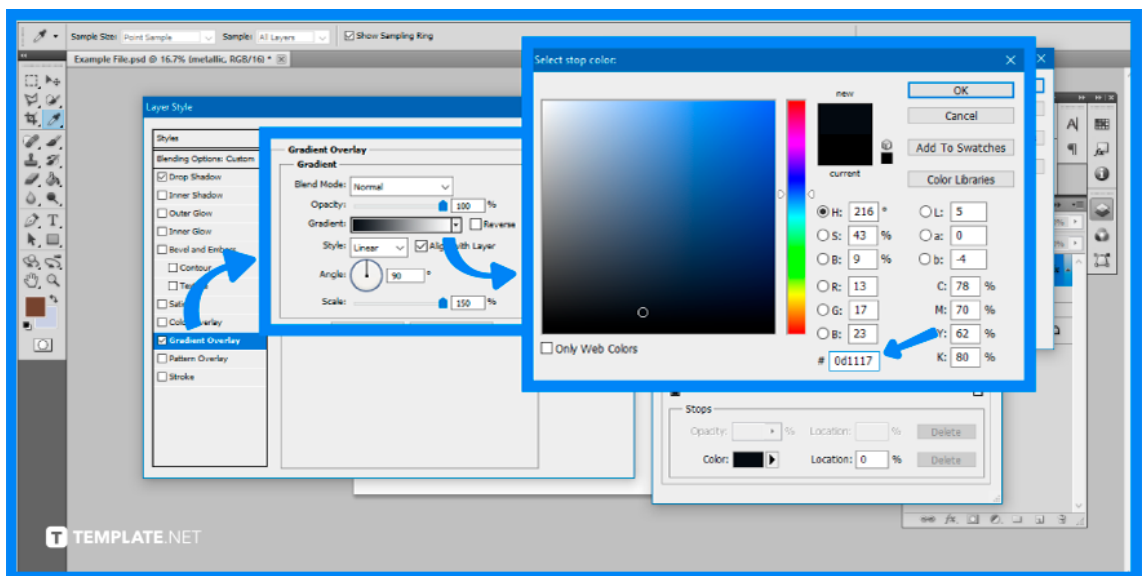 Sample Size: Point Sample Sample: All Layers Show Sampling Ring
Example File.psd @ 16.7% (metallic, RGB/16) *
Layer Style
Styles
Blending Options: Custom
Drop Shadow
Inner Shadow
Outer Glow
Inner Glow
Bevel and Emboss
Contour
Gradient Overlay
Pattern Overlay
Stroke
Gradient Overlay
Gradient
Blend Mode: Normal
Opacity: 100 %
Gradient: Reverse
Style: Linear with Layer
Angle: 90 °
Scale: 150 %
Select stop color:
new
current
OK
Cancel
Add To Swatches
Color Libraries
H: 216 °
S: 43 %
B: 9 %
R: 13
G: 17
B: 23
# 0d1117
L: 5
a: 0
b: -4
C: 78 %
M: 70 %
Y: 62 %
K: 80 %
Only Web Colors
Stops
Opacity: % Location: % Delete
Color: Location: 0 % Delete
T TEMPLATE.NET